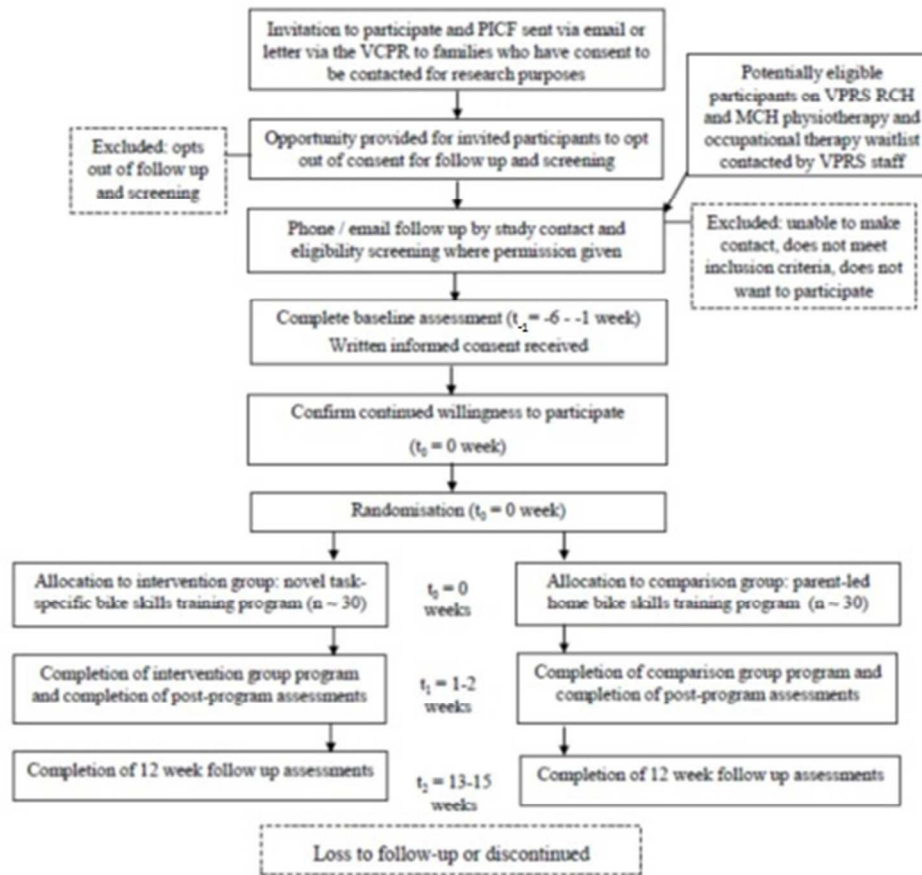 Invitation to participate and PICF sent via email or
letter via the VCPR to families who have consent to
be contacted for research purposes
Potentially eligible
participants on VPRS RCH
and MCH physiotherapy and
occupational therapy waitlist
contacted by VPRS staff
Excluded: opts
out of follow up
and screening
Opportunity provided for invited participants to opt
out of consent for follow up and screening
Phone / email follow up by study contact and
eligibility screening where permission given
Excluded: unable to make
contact, does not meet
inclusion criteria, does not
want to participate
Complete baseline assessment (t-1 = -6 - -1 week)
Written informed consent received
Confirm continued willingness to participate
(t0 = 0 week)
Randomisation (t0 = 0 week)
Allocation to intervention group: novel task-
specific bike skills training program (n ~ 30)
t0 = 0
weeks
Allocation to comparison group: parent-led
home bike skills training program (n ~ 30)
Completion of intervention group program
and completion of post-program assessments
t1 = 1-2
weeks
Completion of comparison group program and
completion of post-program assessments
Completion of 12 week follow up assessments
t2 = 13-15
weeks
Completion of 12 week follow up assessments
Loss to follow-up or discontinued